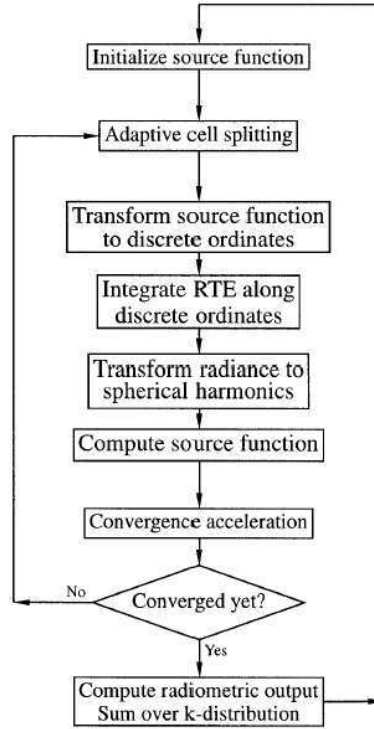 Initialize source function
Adaptive cell splitting
Transform source function
to discrete ordinates
Integrate RTE along
discrete ordinates
Transform radiance to
spherical harmonics
Compute source function
Convergence acceleration
No
Converged yet?
Yes
Compute radiometric output
Sum over k-distribution